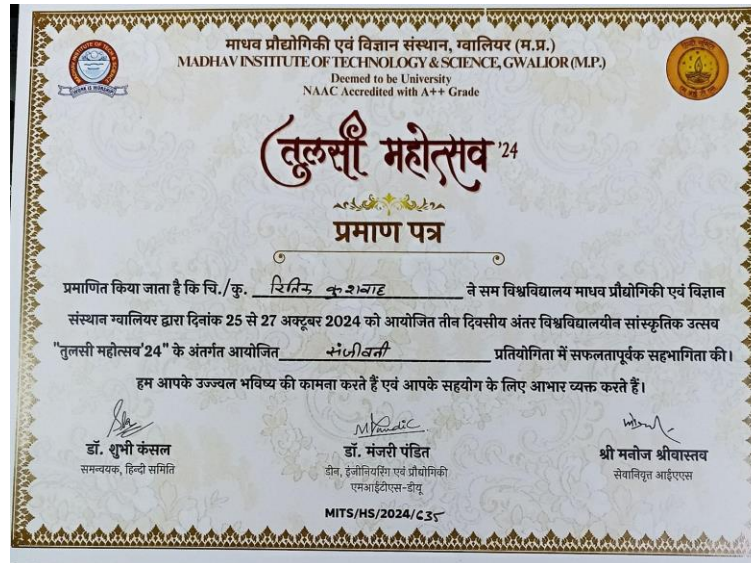 माधव प्रौद्योगिकी एवं विज्ञान संस्थान, ग्वालियर (म.प्र.)
MADHAV INSTITUTE OF TECHNOLOGY & SCIENCE, GWALIOR (M.P.)
Deemed to be University
NAAC Accredited with A++ Grade
तुलसी महोत्सव '24
प्रमाण पत्र
प्रमाणित किया जाता है कि चि./कु. रितिक कुशवाह ने सम विश्वविद्यालय माधव प्रौद्योगिकी एवं विज्ञान
संस्थान ग्वालियर द्वारा दिनांक 25 से 27 अक्टूबर 2024 को आयोजित तीन दिवसीय अंतर विश्वविद्यालयीन सांस्कृतिक उत्सव
"तुलसी महोत्सव'24" के अंतर्गत आयोजित संजीवनी प्रतियोगिता में सफलतापूर्वक सहभागिता की।
हम आपके उज्ज्वल भविष्य की कामना करते हैं एवं आपके सहयोग के लिए आभार व्यक्त करते हैं।
डॉ. शुभी कंसल
समन्वयक, हिन्दी समिति
डॉ. मंजरी पंडित
डीन, इंजीनियरिंग एवं प्रौद्योगिकी
एमआईटीएस-डीयू
श्री मनोज श्रीवास्तव
सेवानिवृत्त आईएएस
MITS/HS/2024/635